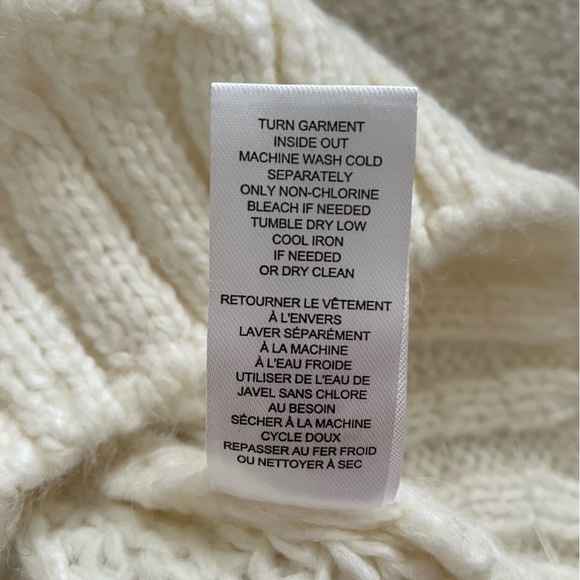 TURN GARMENT
INSIDE OUT
MACHINE WASH COLD
SEPARATELY
ONLY NON-CHLORINE
BLEACH IF NEEDED
TUMBLE DRY LOW
COOL IRON
IF NEEDED
OR DRY CLEAN
RETOURNER LE VÊTEMENT
À L'ENVERS
LAVER SÉPARÉMENT
À LA MACHINE
À L'EAU FROIDE
UTILISER DE L'EAU DE
JAVEL SANS CHLORE
AU BESOIN
SÉCHER À LA MACHINE
CYCLE DOUX
REPASSER AU FER FROID
OU NETTOYER À SEC